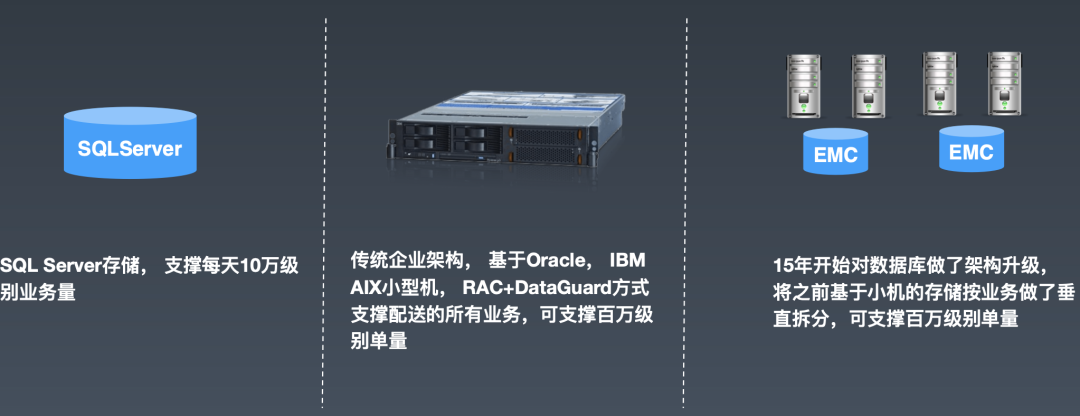 SQLServer
SQL Server存储， 支撑每天10万级
别业务量
传统企业架构， 基于Oracle， IBM
AIX小型机， RAC+DataGuard方式
支撑配送的所有业务，可支撑百万级
别单量
EMC
EMC
15年开始对数据库做了架构升级，
将之前基于小机的存储按业务做了垂
直拆分，可支撑百万级别单量